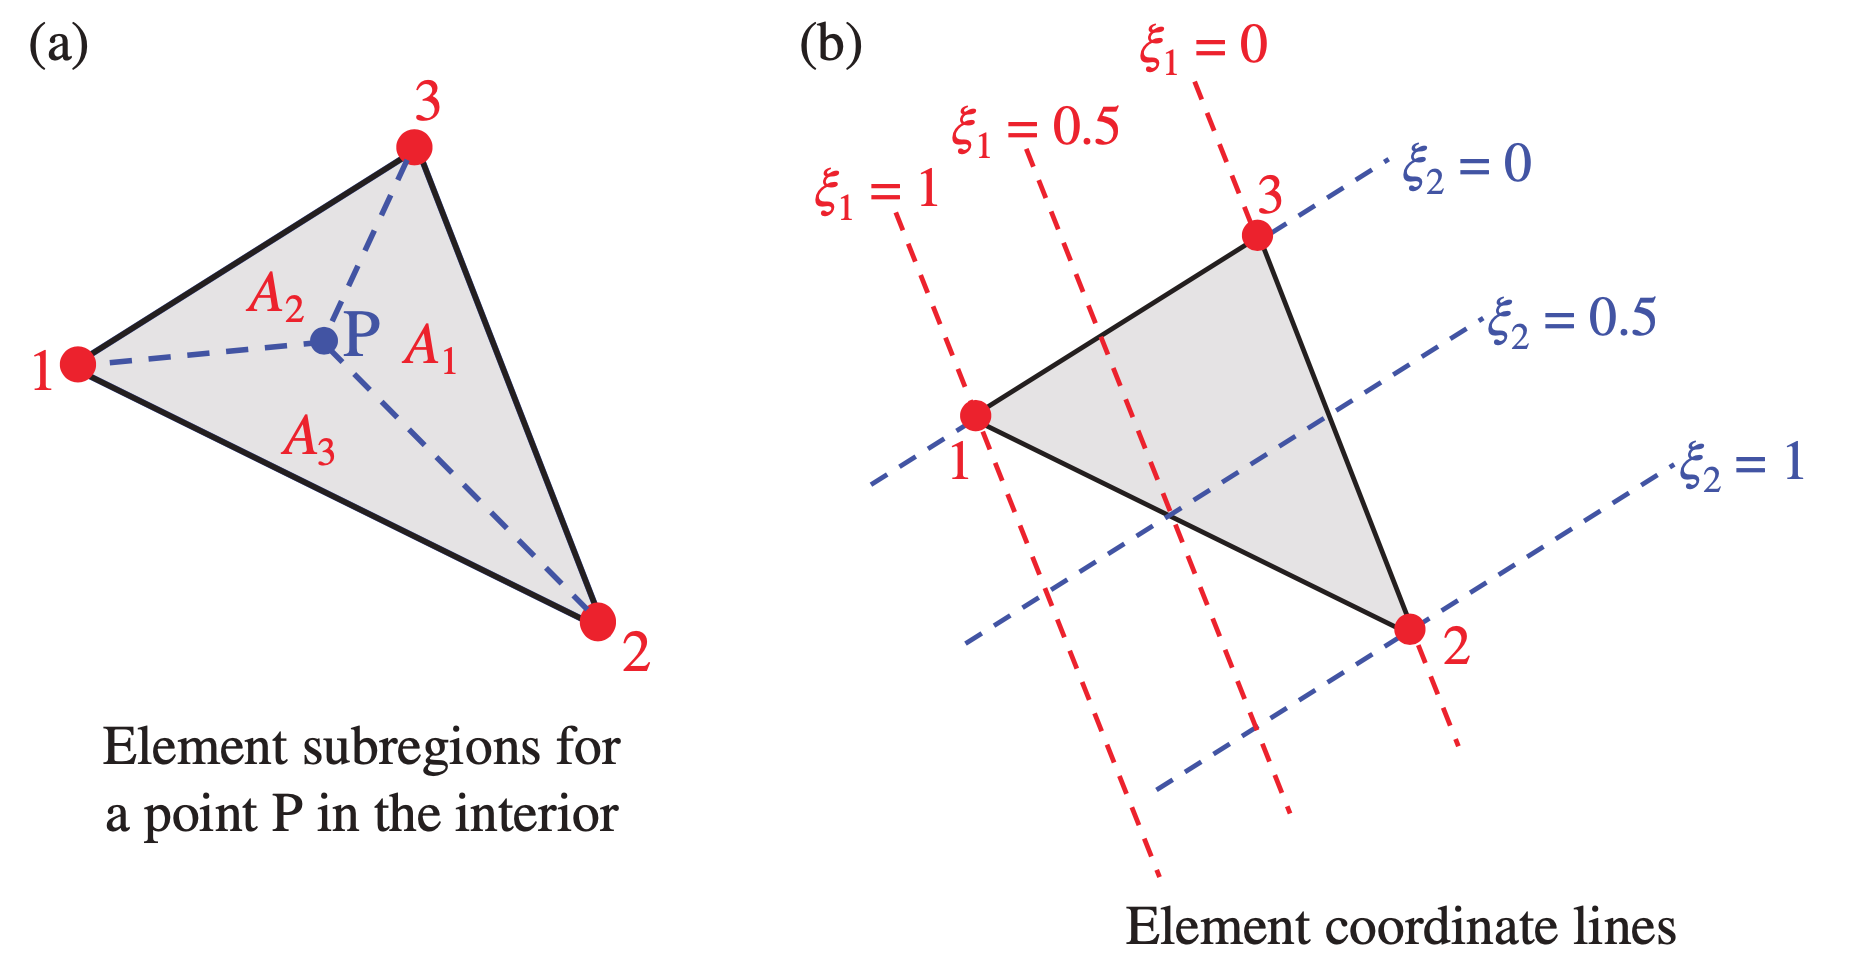 (a)
3
A₂
P
A₁
1
A₃
2
Element subregions for
a point P in the interior
(b)
ξ₁ = 0
ξ₁ = 0.5
ξ₁ = 1
ξ₂ = 0
3
ξ₂ = 0.5
1
ξ₂ = 1
2
Element coordinate lines